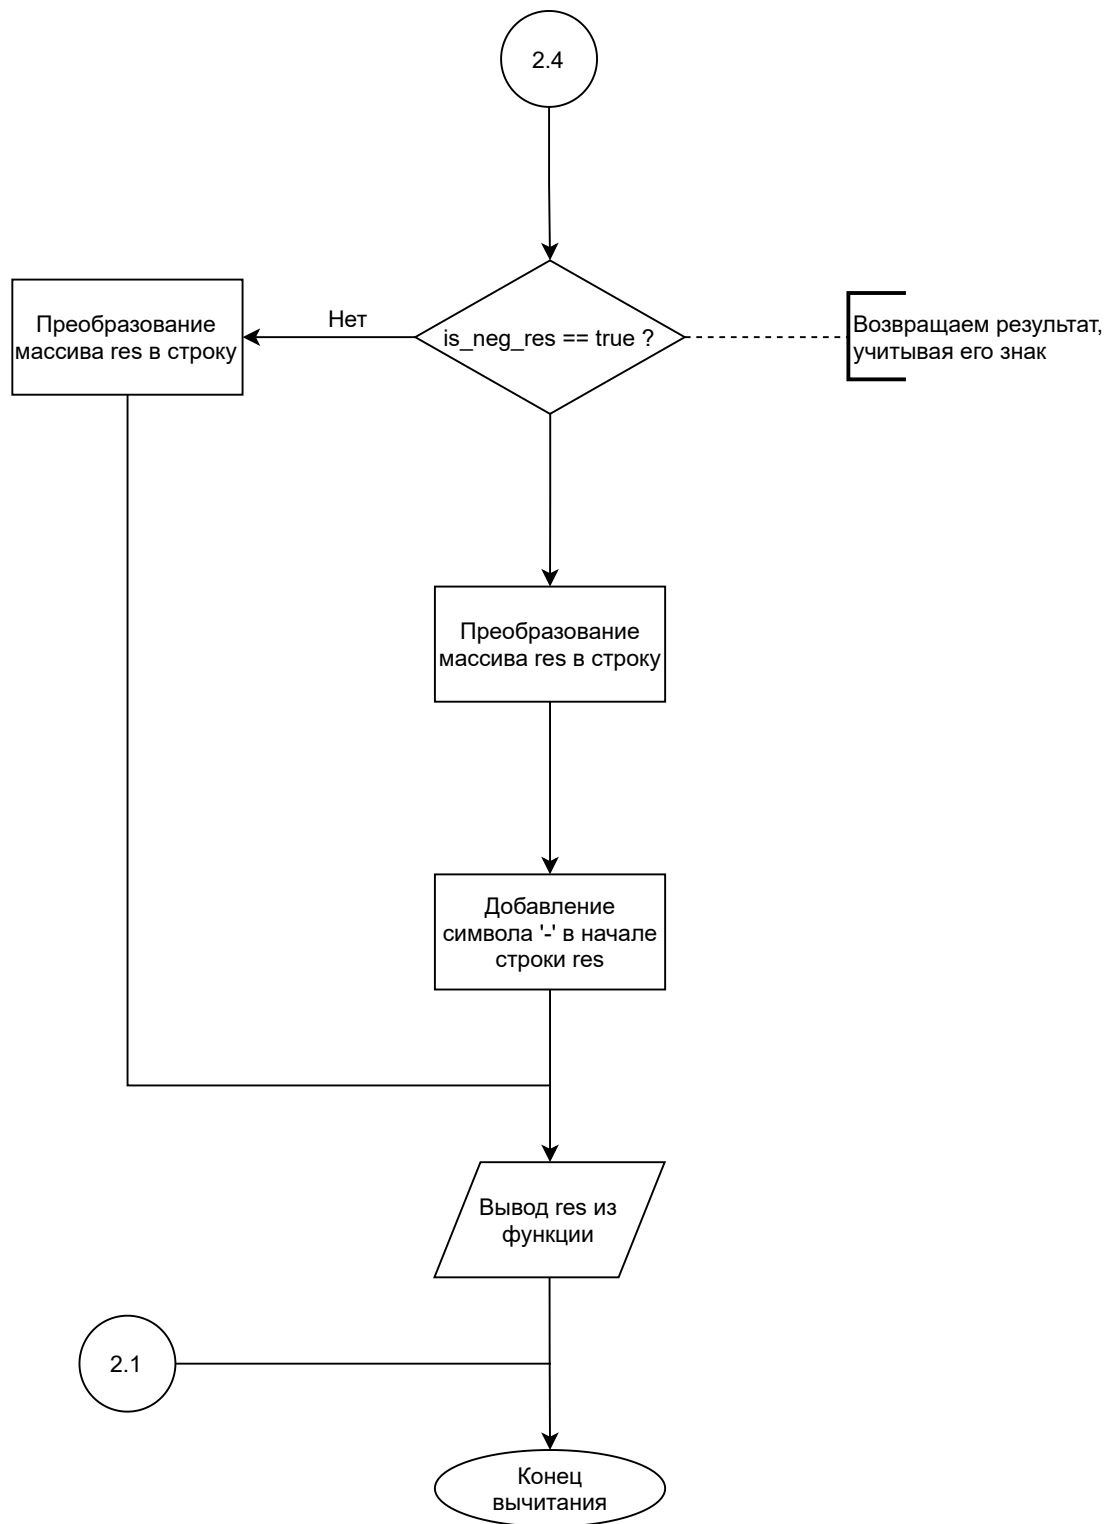 2.4
Нет
Преобразование
массива res в строку
is_neg_res == true ?
Возвращаем результат,
учитывая его знак
Преобразование
массива res в строку
Добавление
символа '-' в начале
строки res
Вывод res из
функции
2.1
Конец
вычитания